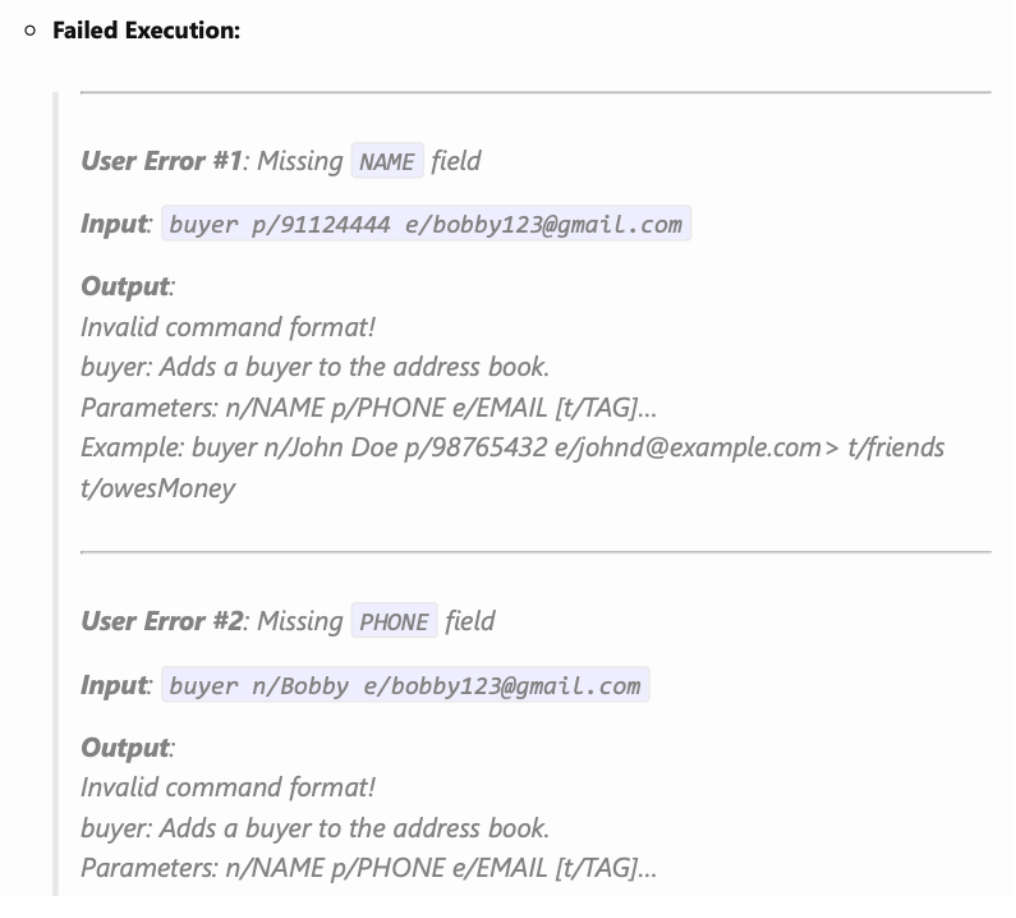 Failed Execution:
User Error #1: Missing NAME field
Input: buyer p/91124444 e/bobby123@gmail.com
Output:
Invalid command format!
buyer: Adds a buyer to the address book.
Parameters: n/NAME p/PHONE e/EMAIL [t/TAG]...
Example: buyer n/John Doe p/98765432 e/johnd@example.com> t/friends
t/owesMoney
User Error #2: Missing PHONE field
Input: buyer n/Bobby e/bobby123@gmail.com
Output:
Invalid command format!
buyer: Adds a buyer to the address book.
Parameters: n/NAME p/PHONE e/EMAIL [t/TAG]...